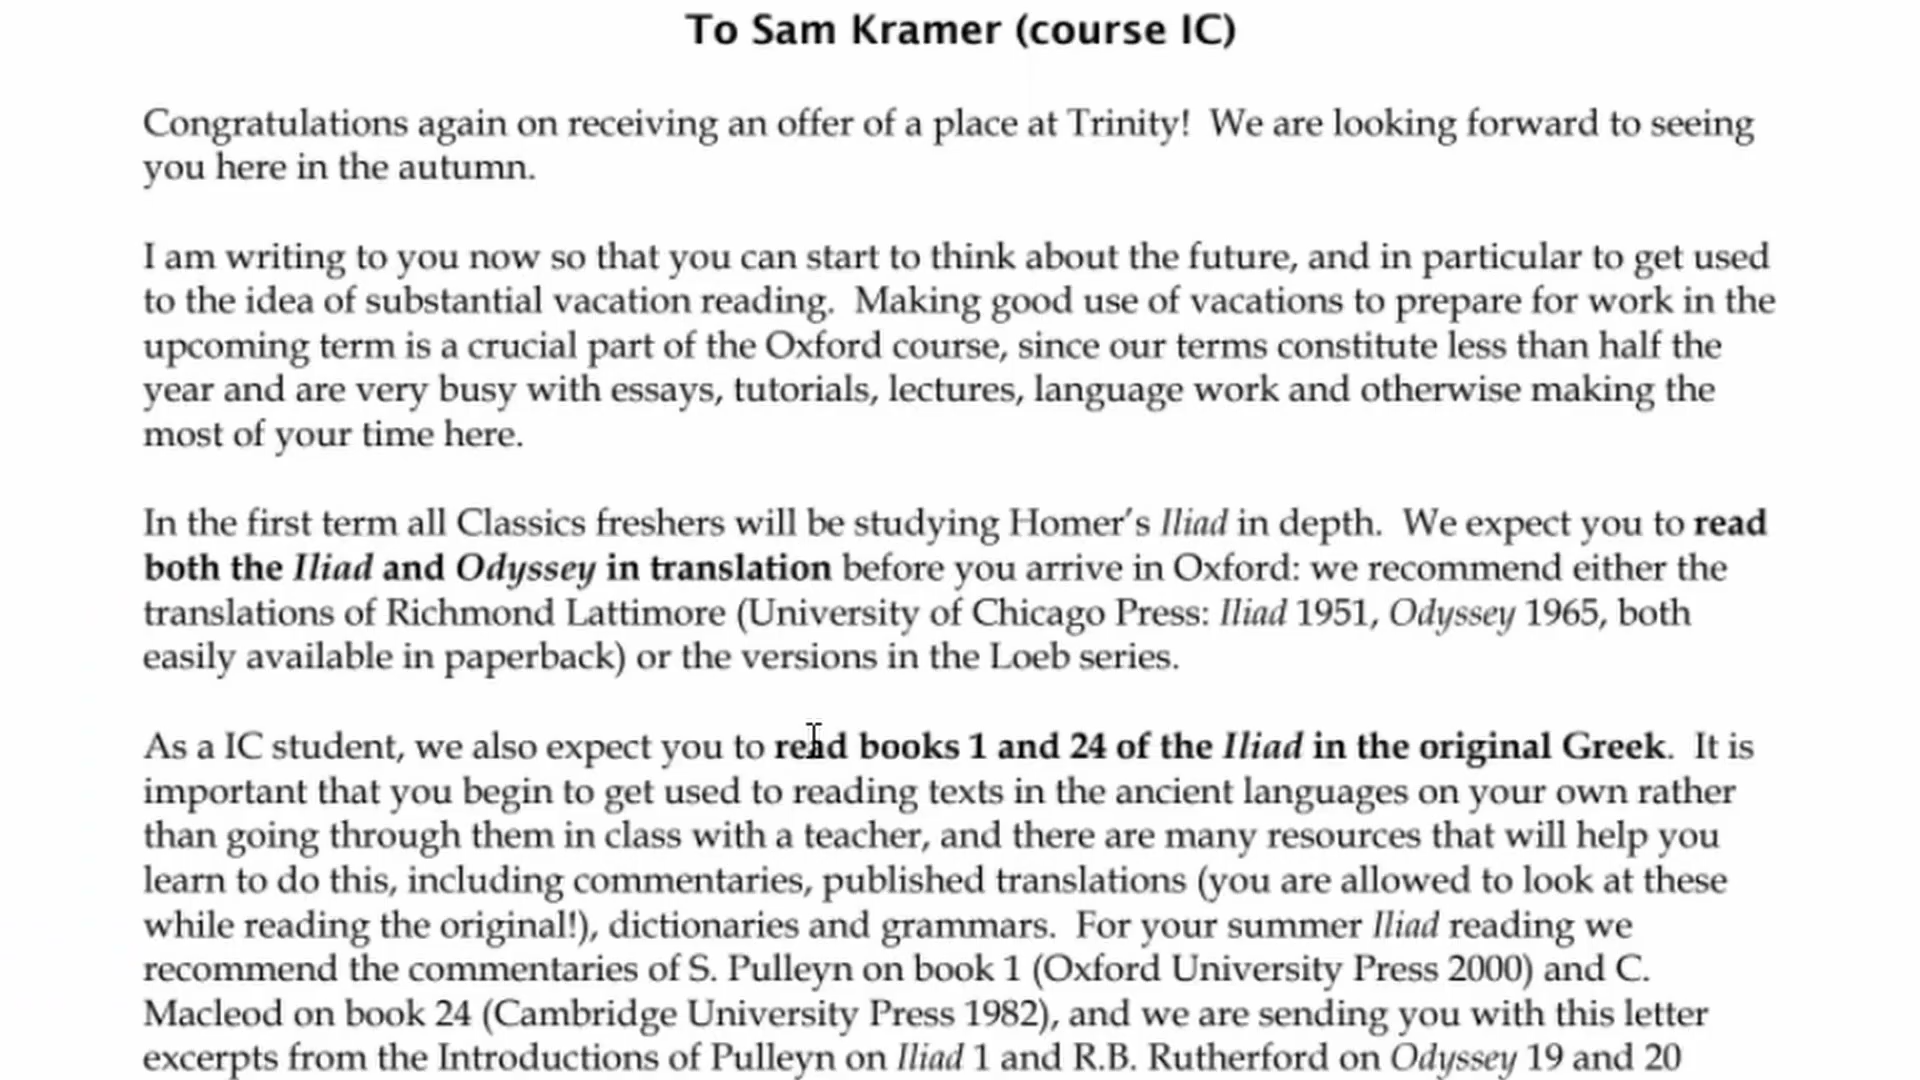 To Sam Kramer (course IC)
Congratulations again on receiving an offer of a place at Trinity!  We are looking forward to seeing
you here in the autumn.
I am writing to you now so that you can start to think about the future, and in particular to get used
to the idea of substantial vacation reading.  Making good use of vacations to prepare for work in the
upcoming term is a crucial part of the Oxford course, since our terms constitute less than half the
year and are very busy with essays, tutorials, lectures, language work and otherwise making the
most of your time here.
In the first term all Classics freshers will be studying Homer's Iliad in depth.  We expect you to read
both the Iliad and Odyssey in translation before you arrive in Oxford: we recommend either the
translations of Richmond Lattimore (University of Chicago Press: Iliad 1951, Odyssey 1965, both
easily available in paperback) or the versions in the Loeb series.
As a IC student, we also expect you to read books 1 and 24 of the Iliad in the original Greek.  It is
important that you begin to get used to reading texts in the ancient languages on your own rather
than going through them in class with a teacher, and there are many resources that will help you
learn to do this, including commentaries, published translations (you are allowed to look at these
while reading the original!), dictionaries and grammars.  For your summer Iliad reading we
recommend the commentaries of S. Pulleyn on book 1 (Oxford University Press 2000) and C.
Macleod on book 24 (Cambridge University Press 1982), and we are sending you with this letter
excerpts from the Introductions of Pulleyn on Iliad 1 and R.B. Rutherford on Odyssey 19 and 20